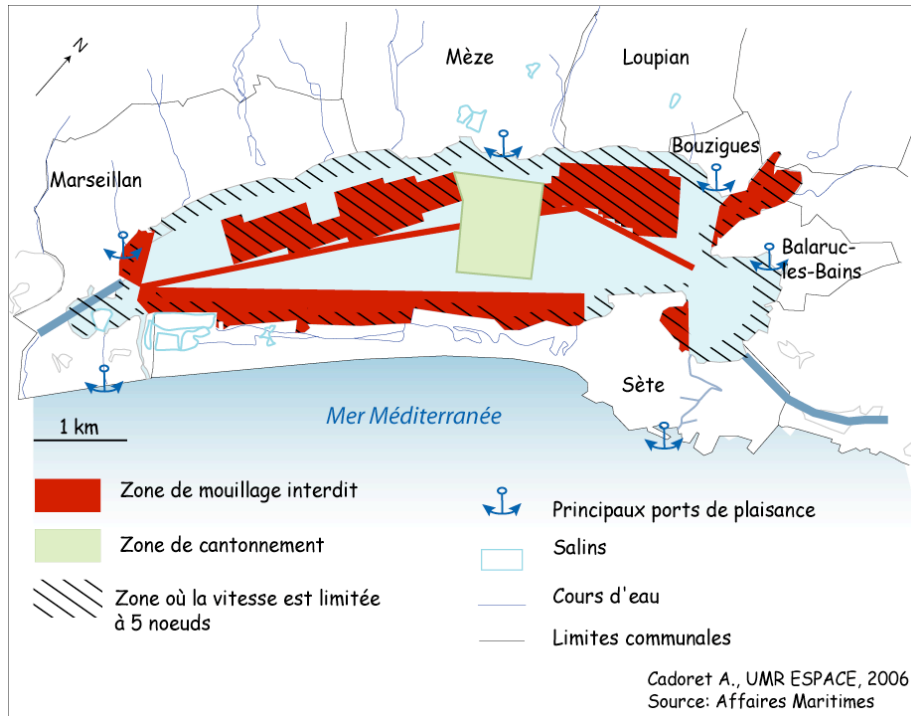 N
Mèze
Loupian
Bouzigues
Marseillan
Balaruc-
les-Bains
Sète
Mer Méditerranée
1 km
Zone de mouillage interdit
Zone de cantonnement
Zone où la vitesse est limitée
à 5 noeuds
Principaux ports de plaisance
Salins
Cours d'eau
Limites communales
Cadoret A., UMR ESPACE, 2006
Source: Affaires Maritimes